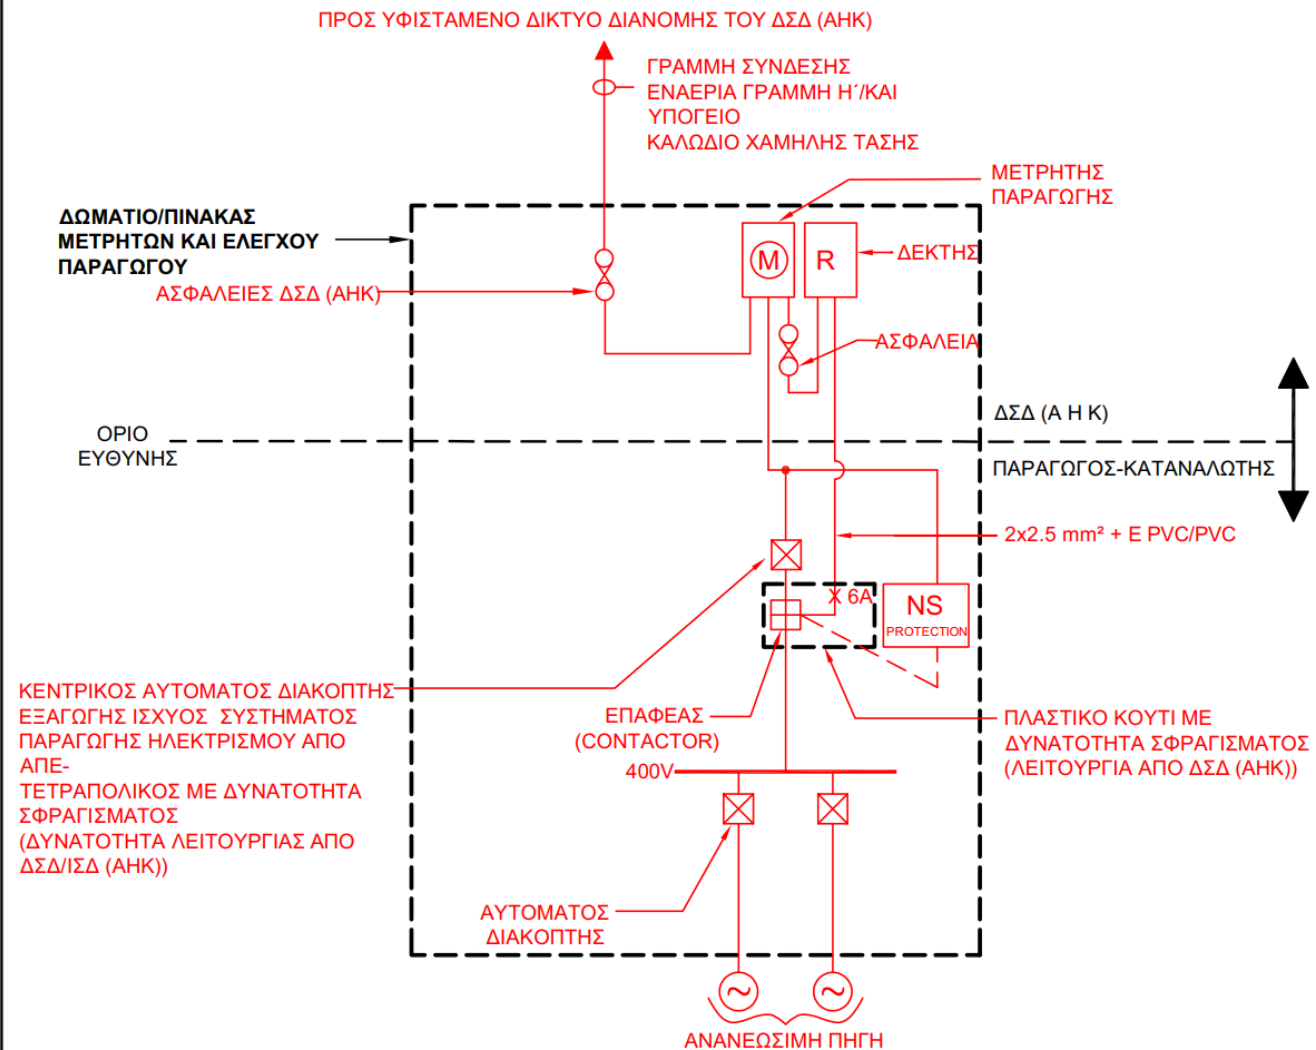 ΠΡΟΣ ΥΦΙΣΤΑΜΕΝΟ ΔΙΚΤΥΟ ΔΙΑΝΟΜΗΣ ΤΟΥ ΔΣΔ (ΑΗΚ)
ΓΡΑΜΜΗ ΣΥΝΔΕΣΗΣ
ΕΝΑΕΡΙΑ ΓΡΑΜΜΗ Η΄/ΚΑΙ
ΥΠΟΓΕΙΟ
ΚΑΛΩΔΙΟ ΧΑΜΗΛΗΣ ΤΑΣΗΣ
ΜΕΤΡΗΤΗΣ
ΠΑΡΑΓΩΓΗΣ
ΔΩΜΑΤΙΟ/ΠΙΝΑΚΑΣ
ΜΕΤΡΗΤΩΝ ΚΑΙ ΕΛΕΓΧΟΥ
ΠΑΡΑΓΩΓΟΥ
M
R
ΔΕΚΤΗΣ
ΑΣΦΑΛΕΙΕΣ ΔΣΔ (ΑΗΚ)
ΑΣΦΑΛΕΙΑ
ΟΡΙΟ
ΕΥΘΥΝΗΣ
ΔΣΔ (Α Η Κ)
ΠΑΡΑΓΩΓΟΣ-ΚΑΤΑΝΑΛΩΤΗΣ
2x2.5 mm² + E PVC/PVC
X 6A
NS
PROTECTION
ΚΕΝΤΡΙΚΟΣ ΑΥΤΟΜΑΤΟΣ ΔΙΑΚΟΠΤΗΣ
ΕΞΑΓΩΓΗΣ ΙΣΧΥΟΣ ΣΥΣΤΗΜΑΤΟΣ
ΠΑΡΑΓΩΓΗΣ ΗΛΕΚΤΡΙΣΜΟΥ ΑΠΟ
ΑΠΕ-
ΤΕΤΡΑΠΟΛΙΚΟΣ ΜΕ ΔΥΝΑΤΟΤΗΤΑ
ΣΦΡΑΓΙΣΜΑΤΟΣ
(ΔΥΝΑΤΟΤΗΤΑ ΛΕΙΤΟΥΡΓΙΑΣ ΑΠΟ
ΔΣΔ/ΙΣΔ (ΑΗΚ))
ΕΠΑΦΕΑΣ
(CONTACTOR)
400V
ΠΛΑΣΤΙΚΟ ΚΟΥΤΙ ΜΕ
ΔΥΝΑΤΟΤΗΤΑ ΣΦΡΑΓΙΣΜΑΤΟΣ
(ΛΕΙΤΟΥΡΓΙΑ ΑΠΟ ΔΣΔ (ΑΗΚ))
ΑΥΤΟΜΑΤΟΣ
ΔΙΑΚΟΠΤΗΣ
ΑΝΑΝΕΩΣΙΜΗ ΠΗΓΗ